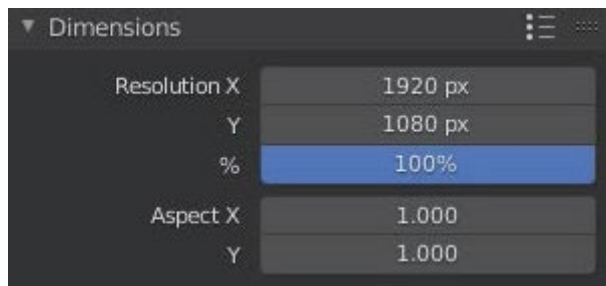 Dimensions
Resolution X 1920 px
Y 1080 px
% 100%
Aspect X 1.000
Y 1.000